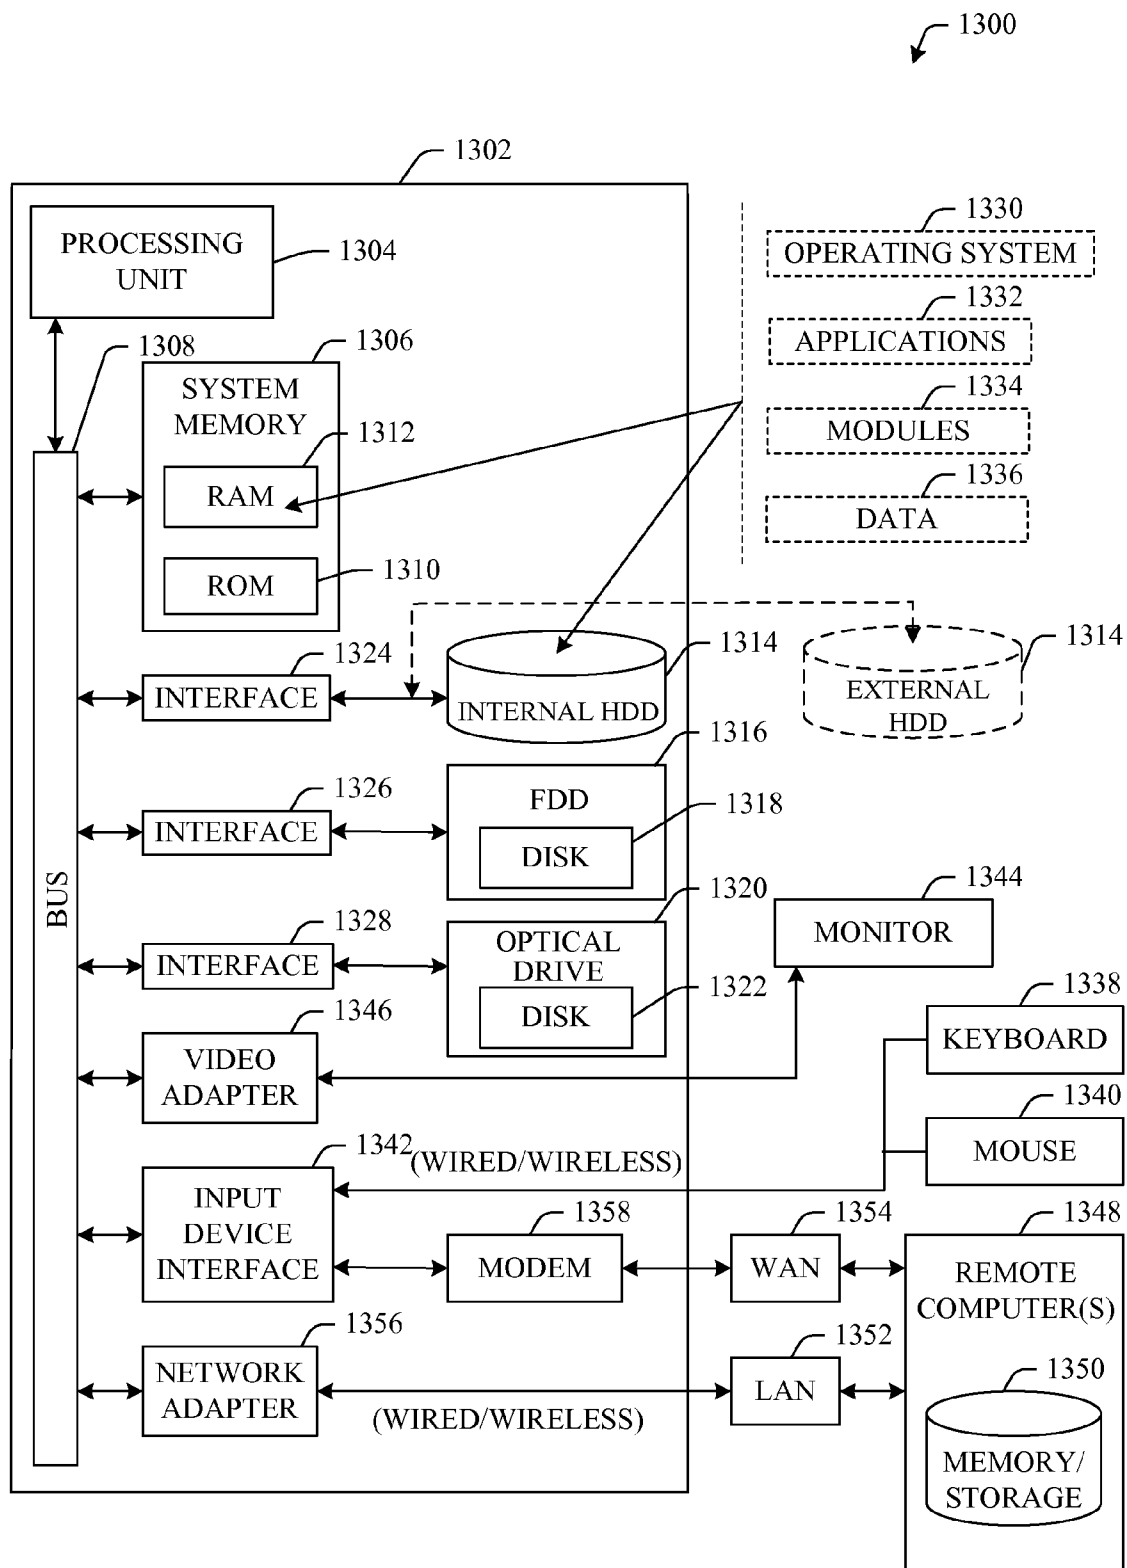 1300
1302
PROCESSING
UNIT
1304
1330
OPERATING SYSTEM
1332
APPLICATIONS
1334
MODULES
1336
DATA
1308
1306
SYSTEM
MEMORY
1312
RAM
1310
ROM
1324
INTERFACE
1314
INTERNAL HDD
1314
EXTERNAL
HDD
1316
FDD
1326
INTERFACE
1318
DISK
BUS
1320
OPTICAL
DRIVE
1328
INTERFACE
1322
DISK
1344
MONITOR
1346
VIDEO
ADAPTER
1338
KEYBOARD
1340
MOUSE
1342
(WIRED/WIRELESS)
INPUT
DEVICE
INTERFACE
1358
MODEM
1354
WAN
1348
REMOTE
COMPUTER(S)
1356
NETWORK
ADAPTER
(WIRED/WIRELESS)
1352
LAN
1350
MEMORY/
STORAGE